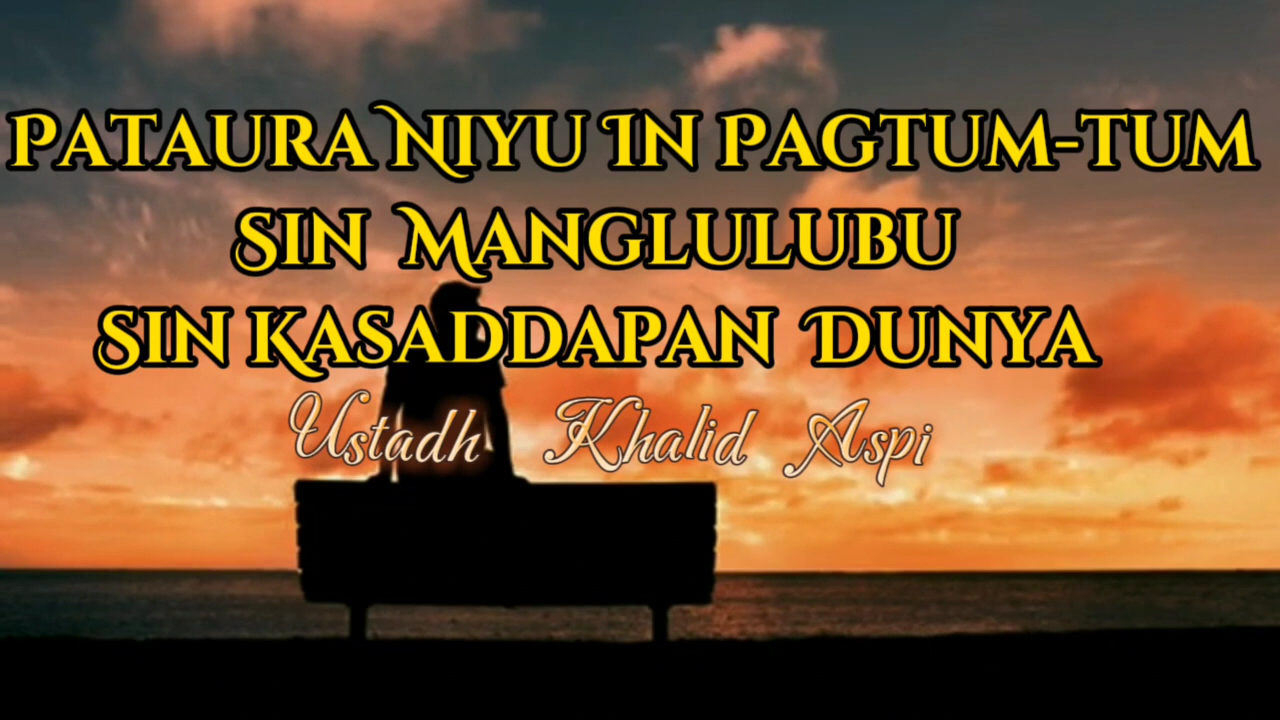 Pataura Niyu In Pagtum-tum
Sin Manglulubu
Sin Kasaddapan Dunya
Ustadh Khalid Aspi